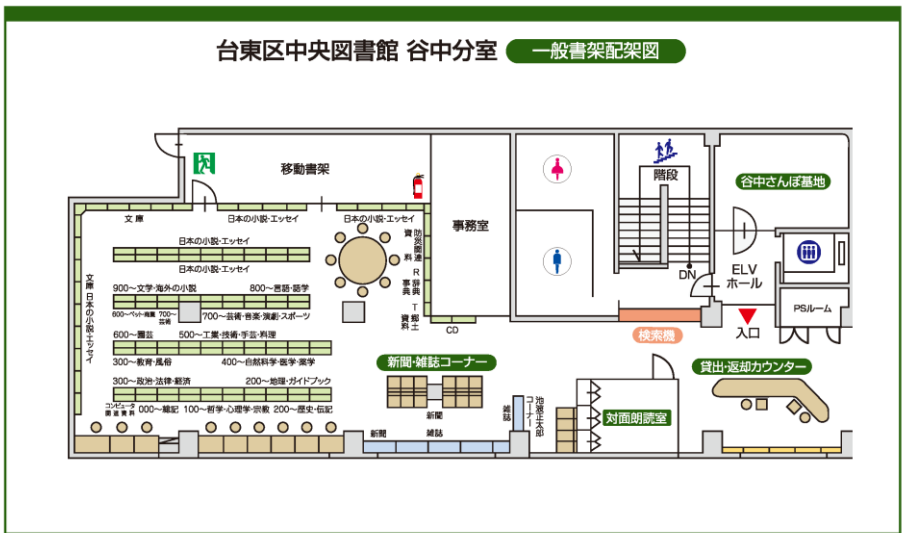 台東区中央図書館 谷中分室 一般書架配架図
移動書架
階段
谷中さんぽ基地
文庫 日本の小説・エッセイ 日本の小説・エッセイ
日本の小説・エッセイ
日本の小説・エッセイ
防災関連資料
R 辞典 事典
T 郷土資料
事務室
DN
ELV
ホール
文庫 日本の小説・エッセイ
900〜文学・海外の小説 800〜言語・語学
600〜ペット・産業 700〜芸術 700〜芸術・音楽・演劇・スポーツ
CD
検索機
入口
PSルーム
600〜園芸 500〜工業・技術・手芸・料理
300〜教育・風俗 400〜自然科学・医学・薬学
新聞・雑誌コーナー
貸出・返却カウンター
300〜政治・法律・経済 200〜地理・ガイドブック
コンピュータ関連資料 000〜総記 100〜哲学・心理学・宗教 200〜歴史・伝記
新聞
雑誌
池波正太郎コーナー
対面朗読室
新聞 雑誌